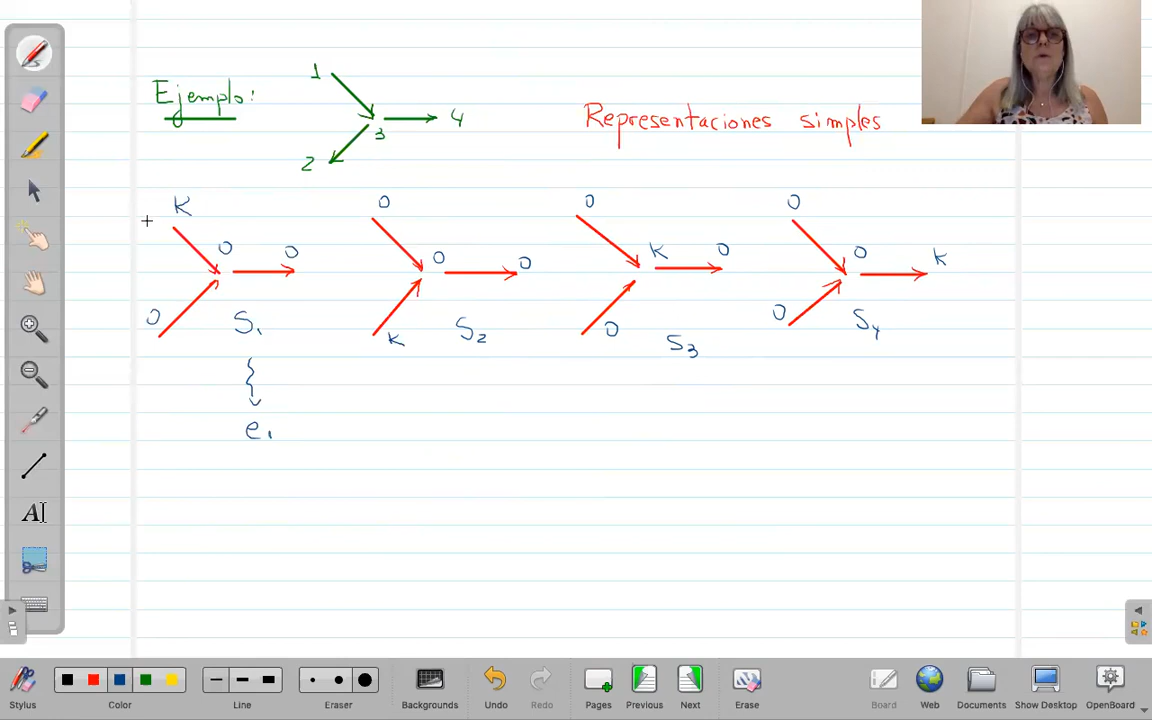 Ejemplo:
1
3
4
2
Representaciones simples
K
0
0
0
S1
0
0
0
K
S2
0
K
0
0
S3
0
0
K
0
S4
e1
Stylus
Color
Line
Eraser
Backgrounds
Undo
Redo
Pages
Previous
Next
Erase
Board
Web
Documents
Show Desktop
OpenBoard